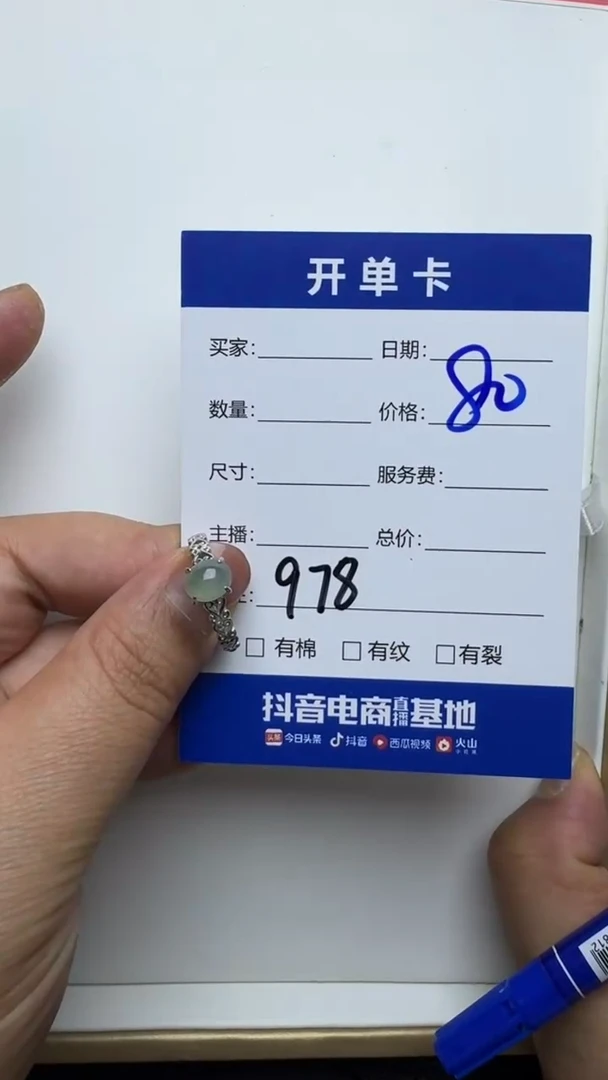 开单卡
买家: 日期:
数量: 价格: 80
尺寸: 服务费:
主播: 总价:
978
有棉 有纹 有裂
抖音电商直播基地
今日头条 抖音 西瓜视频 火山